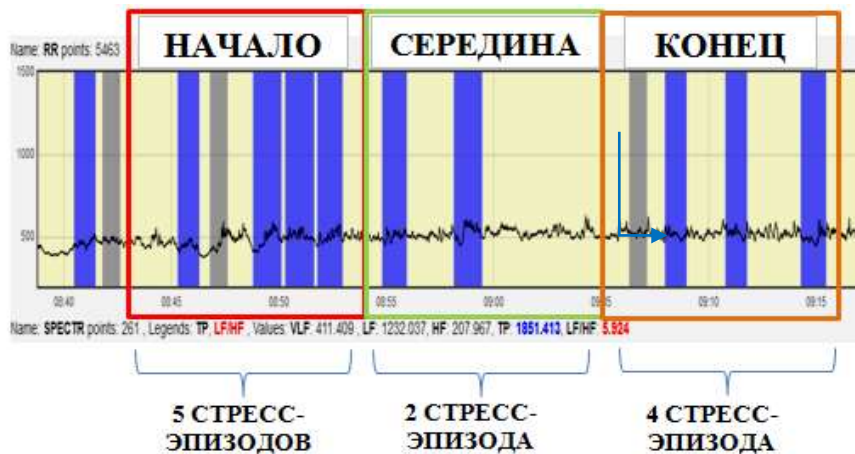 НАЧАЛО СЕРЕДИНА КОНЕЦ
Name: RR points: 5463
1500
1000
500
08:40 08:45 08:50 08:55 09:00 09:05 09:10 09:15
Name: SPECTR points: 261 , Legends: TP, LF/HF , Values: VLF: 411.409 , LF: 1232.037, HF: 207.967, TP: 1851.413, LF/HF: 5.924
5 СТРЕСС-
ЭПИЗОДОВ
2 СТРЕСС-
ЭПИЗОДА
4 СТРЕСС-
ЭПИЗОДА